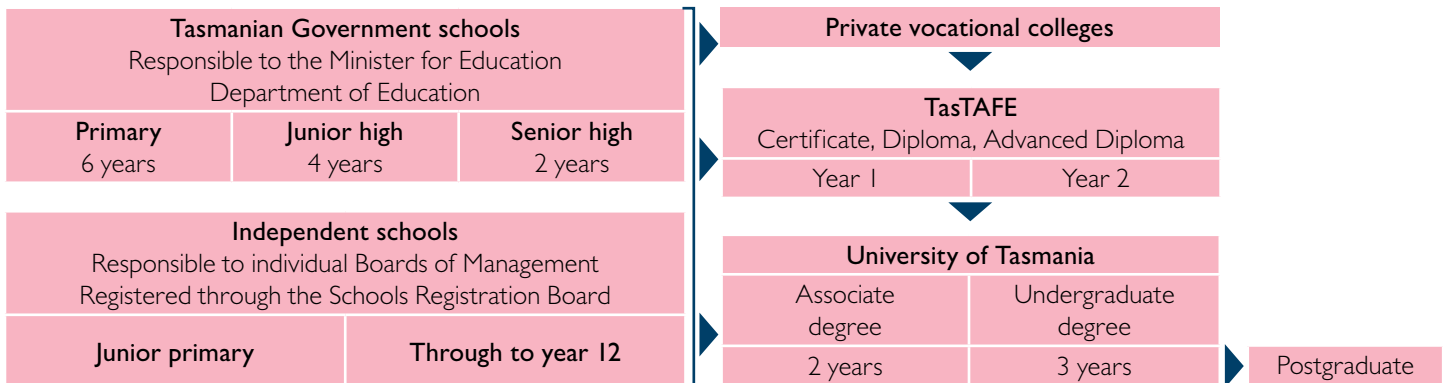 Tasmanian Government schools
Responsible to the Minister for Education
Department of Education
Primary
6 years
Junior high
4 years
Senior high
2 years
Independent schools
Responsible to individual Boards of Management
Registered through the Schools Registration Board
Junior primary
Through to year 12
Private vocational colleges
TasTAFE
Certificate, Diploma, Advanced Diploma
Year 1
Year 2
University of Tasmania
Associate
degree
2 years
Undergraduate
degree
3 years
Postgraduate